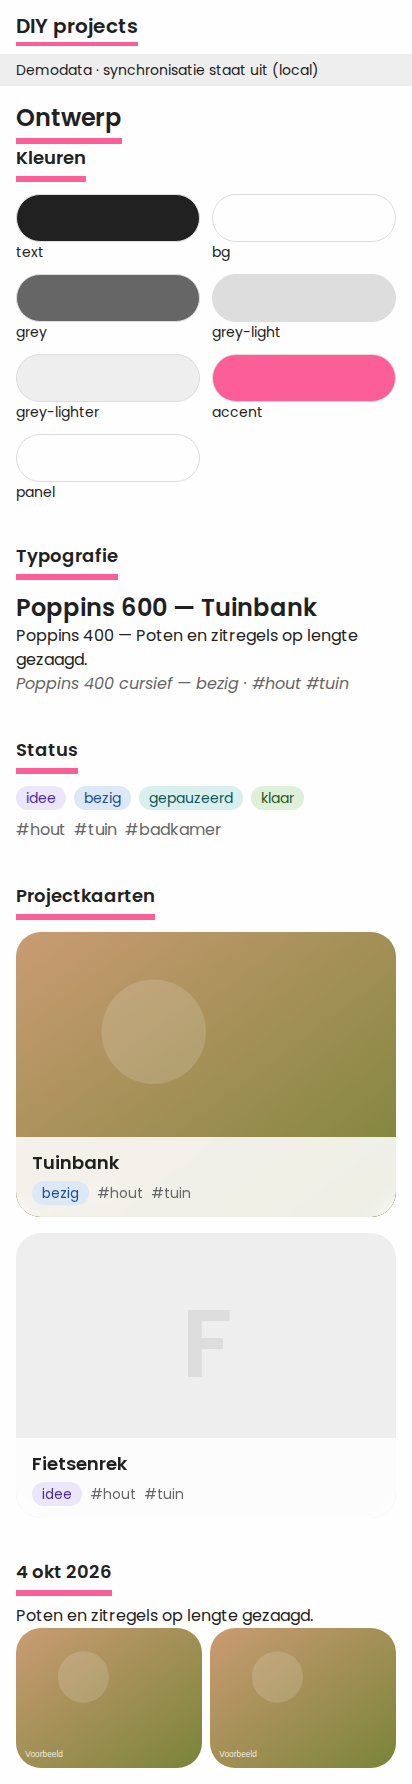 DIY projects
Demodata · synchronisatie staat uit (local)
Ontwerp
Kleuren
text
bg
grey
grey-light
grey-lighter
accent
panel
Typografie
Poppins 600 — Tuinbank
Poppins 400 — Poten en zitregels op lengte
gezaagd.
Poppins 400 cursief — bezig · #hout #tuin
Status
idee bezig gepauzeerd klaar
#hout #tuin #badkamer
Projectkaarten
Tuinbank
bezig #hout #tuin
F
Fietsenrek
idee #hout #tuin
4 okt 2026
Poten en zitregels op lengte gezaagd.
Voorbeeld
Voorbeeld